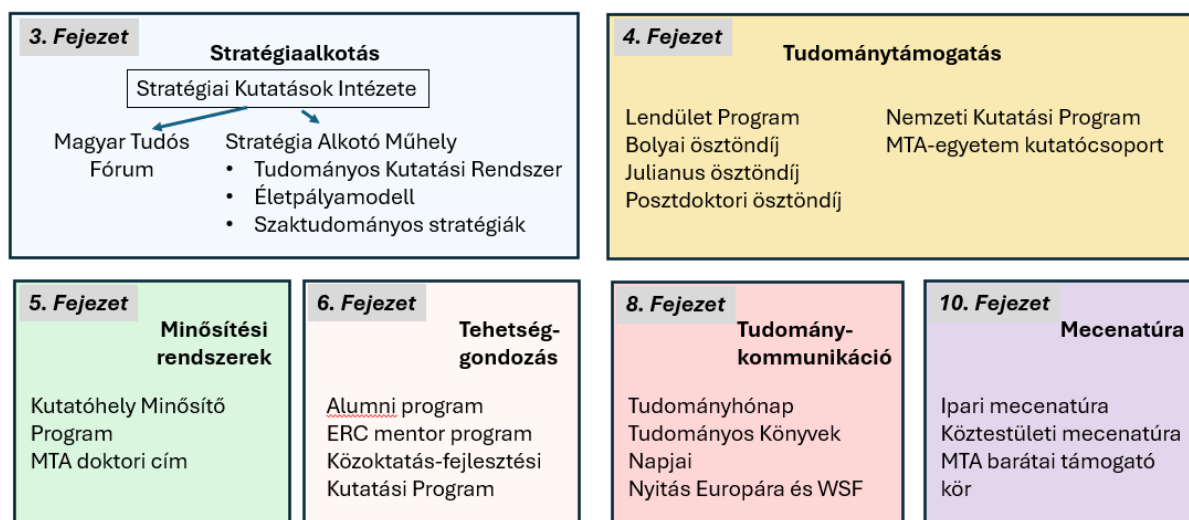 3. Fejezet
Stratégiaalkotás
Stratégiai Kutatások Intézete
Magyar Tudós
Fórum
Stratégia Alkotó Műhely
• Tudományos Kutatási Rendszer
• Életpályamodell
• Szaktudományos stratégiák
4. Fejezet
Tudománytámogatás
Lendület Program
Bolyai ösztöndíj
Julianus ösztöndíj
Posztdoktori ösztöndíj
Nemzeti Kutatási Program
MTA-egyetem kutatócsoport
5. Fejezet
Minősítési
rendszerek
Kutatóhely Minősítő
Program
MTA doktori cím
6. Fejezet
Tehetség-
gondozás
Alumni program
ERC mentor program
Közoktatás-fejlesztési
Kutatási Program
8. Fejezet
Tudomány-
kommunikáció
Tudományhónap
Tudományos Könyvek
Napjai
Nyitás Európára és WSF
10. Fejezet
Mecenatúra
Ipari mecenatúra
Köztestületi mecenatúra
MTA barátai támogató
kör